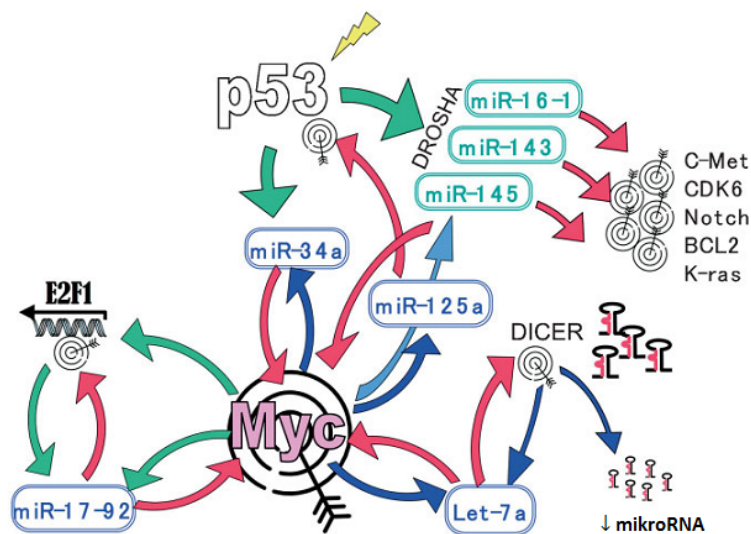 p53
DROSHA
miR-16-1
miR-143
miR-145
C-Met
CDK6
Notch
BCL2
K-ras
miR-34a
miR-125a
E2F1
DICER
Myc
miR-17-92
Let-7a
↓ mikroRNA